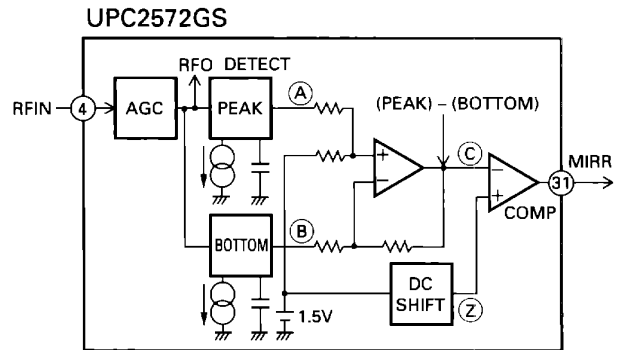 UPC2572GS
RFO DETECT
RFIN 4 AGC PEAK A
(PEAK) – (BOTTOM)
+
−
C
−
+
COMP
31
MIRR
BOTTOM B
DC
SHIFT
Z
1.5V